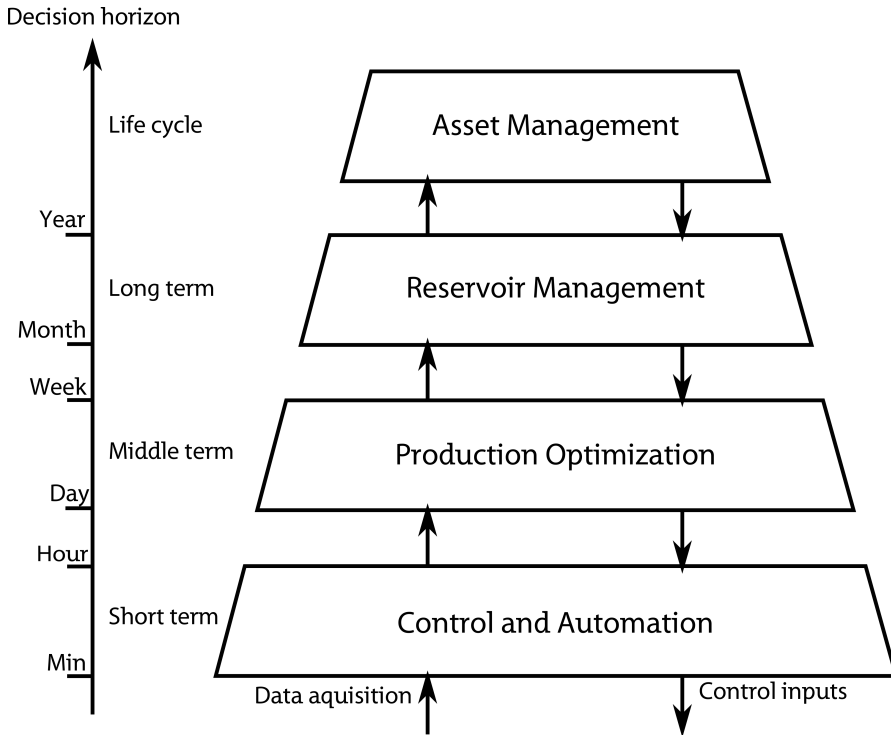 Decision horizon
Life cycle
Asset Management
Year
Long term
Reservoir Management
Month
Week
Middle term
Production Optimization
Day
Hour
Short term
Control and Automation
Min
Data aquisition
Control inputs